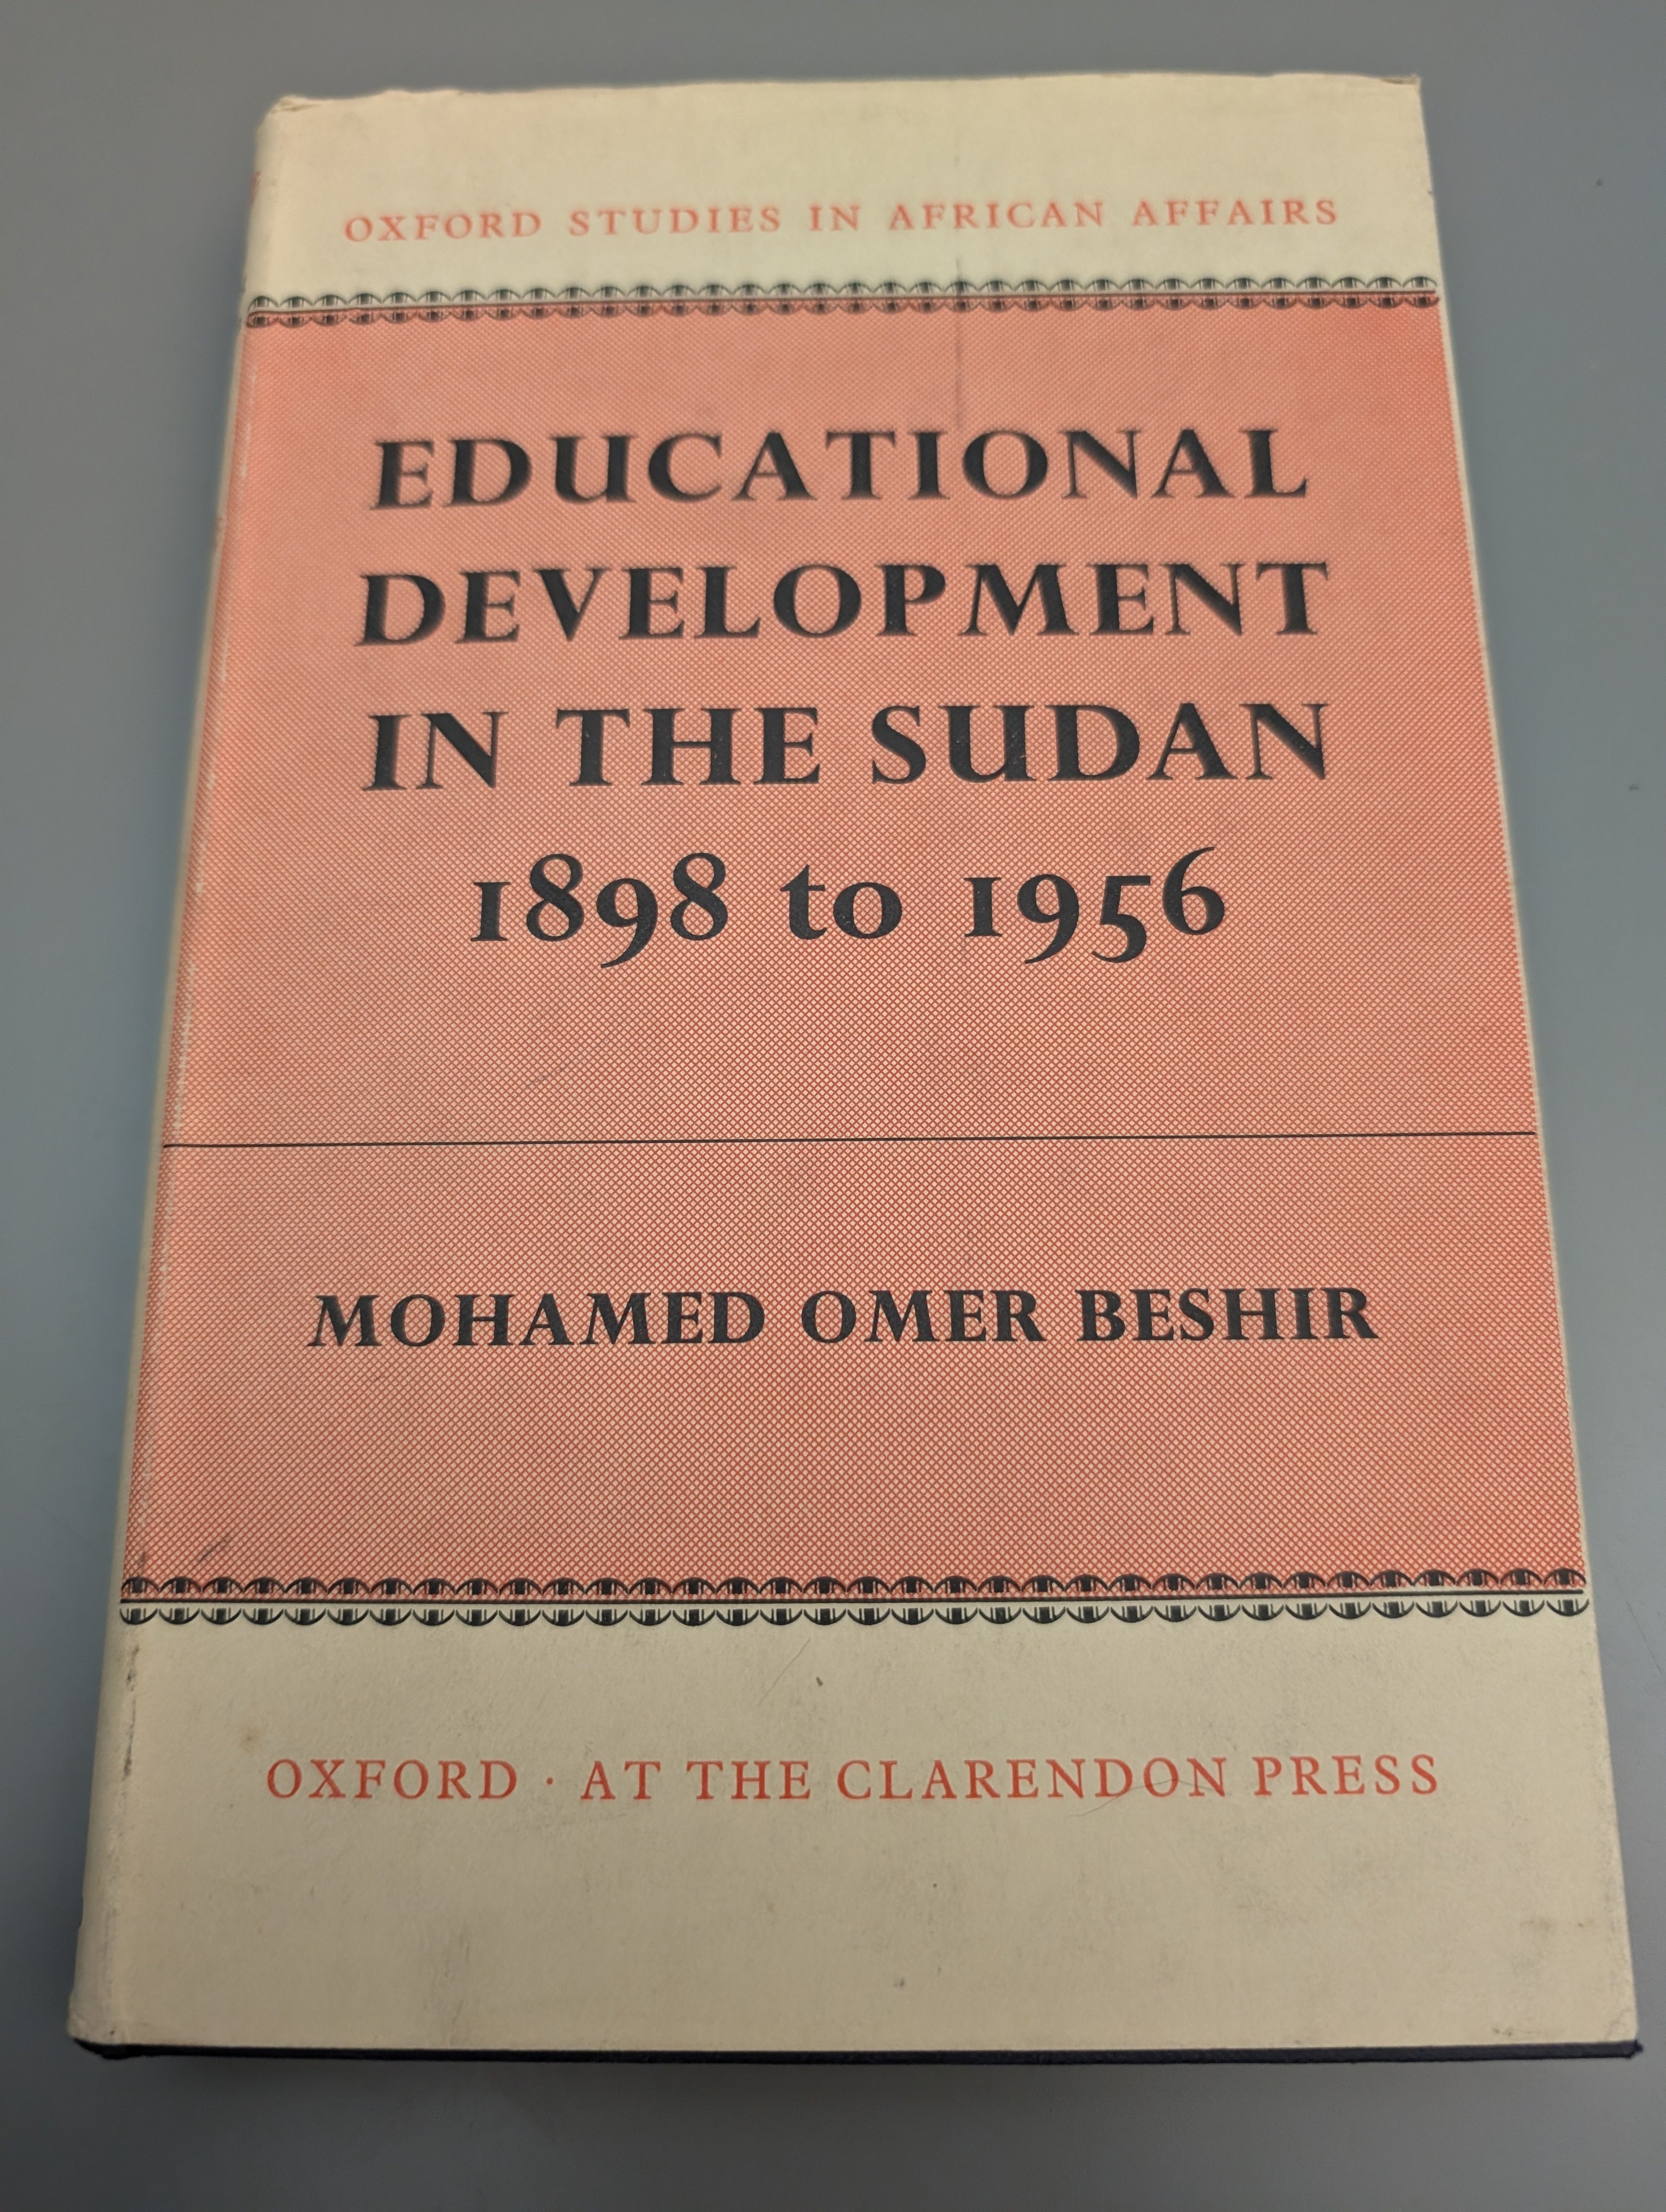 OXFORD STUDIES IN AFRICAN AFFAIRS
EDUCATIONAL
DEVELOPMENT
IN THE SUDAN
1898 to 1956
MOHAMED OMER BESHIR
OXFORD · AT THE CLARENDON PRESS